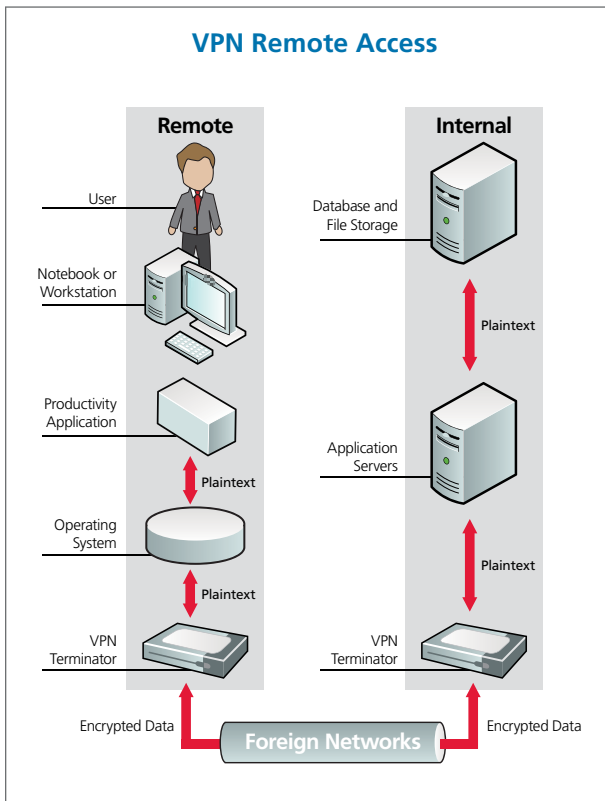 VPN Remote Access
Remote
User
Notebook or
Workstation
Productivity
Application
Plaintext
Operating
System
Plaintext
VPN
Terminator
Encrypted Data
Internal
Database and
File Storage
Plaintext
Application
Servers
Plaintext
VPN
Terminator
Encrypted Data
Foreign Networks